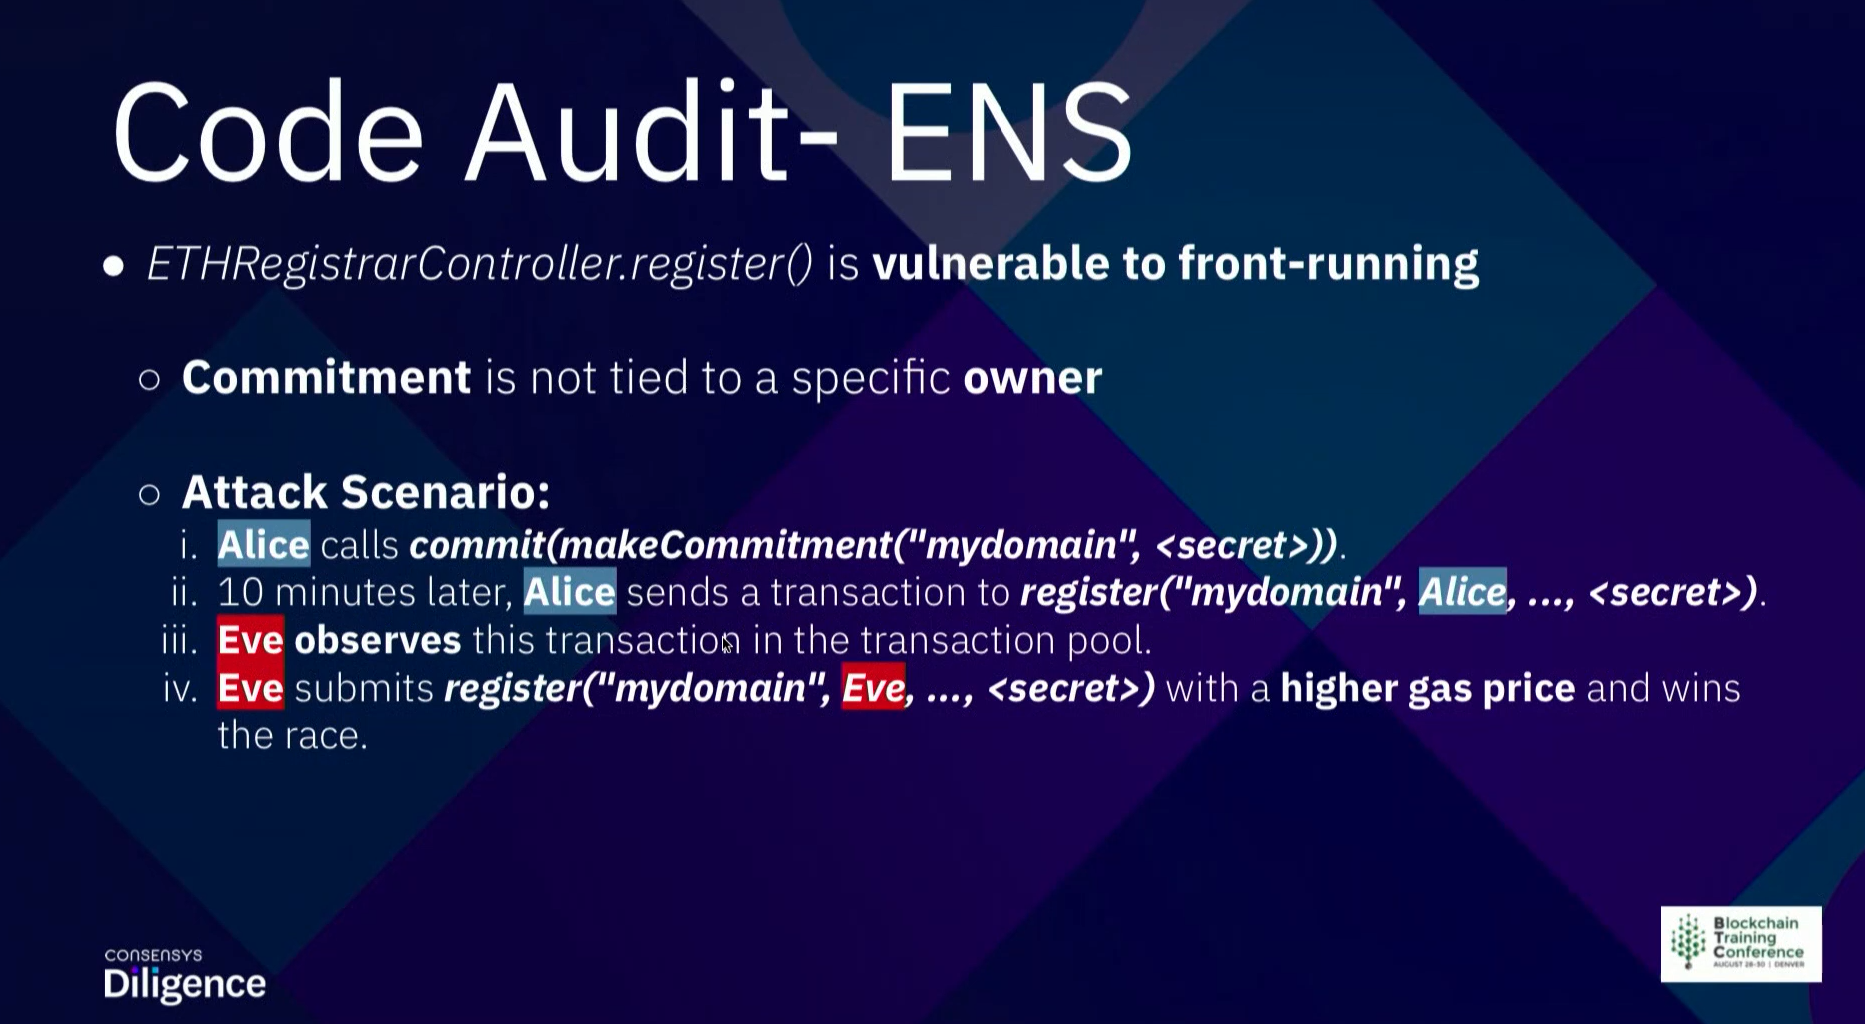 Code Audit- ENS
● ETHRegistrarController.register() is vulnerable to front-running
○ Commitment is not tied to a specific owner
○ Attack Scenario:
i. Alice calls commit(makeCommitment("mydomain", <secret>)).
ii. 10 minutes later, Alice sends a transaction to register("mydomain", Alice, ..., <secret>).
iii. Eve observes this transaction in the transaction pool.
iv. Eve submits register("mydomain", Eve, ..., <secret>) with a higher gas price and wins
the race.
CONSENSYS
Diligence
Blockchain
Training
Conference
AUGUST 28-30 | DENVER